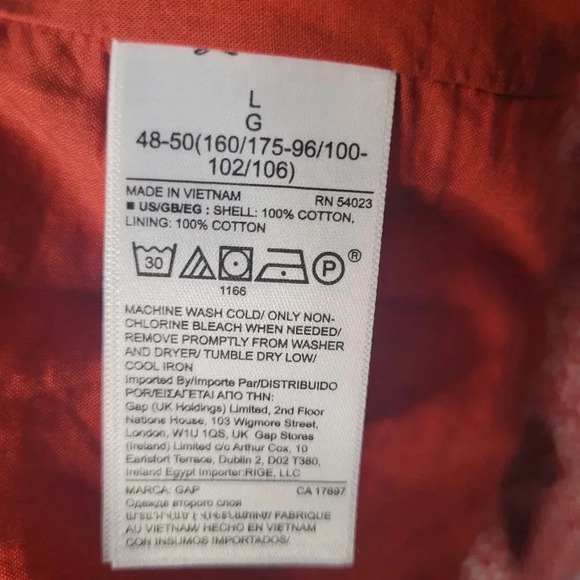 L
G
48-50(160/175-96/100-
102/106)
MADE IN VIETNAM RN 54023
■ US/GB/EG : SHELL: 100% COTTON,
LINING: 100% COTTON
30 P ®
1166
MACHINE WASH COLD/ ONLY NON-
CHLORINE BLEACH WHEN NEEDED/
REMOVE PROMPTLY FROM WASHER
AND DRYER/ TUMBLE DRY LOW/
COOL IRON
Imported By/Importe Par/DISTRIBUIDO
POR/ΕΙΣΑΓΕΤΑΙ ΑΠΟ ΤΗΝ:
Gap (UK Holdings) Limited, 2nd Floor
Nations House, 103 Wigmore Street,
London, W1U 1QS, UK Gap Stores
(Ireland) Limited c/o Arthur Cox, 10
Earlsfort Terrace, Dublin 2, D02 T380,
Ireland Egypt Importer:RIGE, LLC
MARCA: GAP CA 17897
Одежда второго слоя
FABRIQUE
AU VIETNAM/ HECHO EN VIETNAM
CON INSUMOS IMPORTADOS/